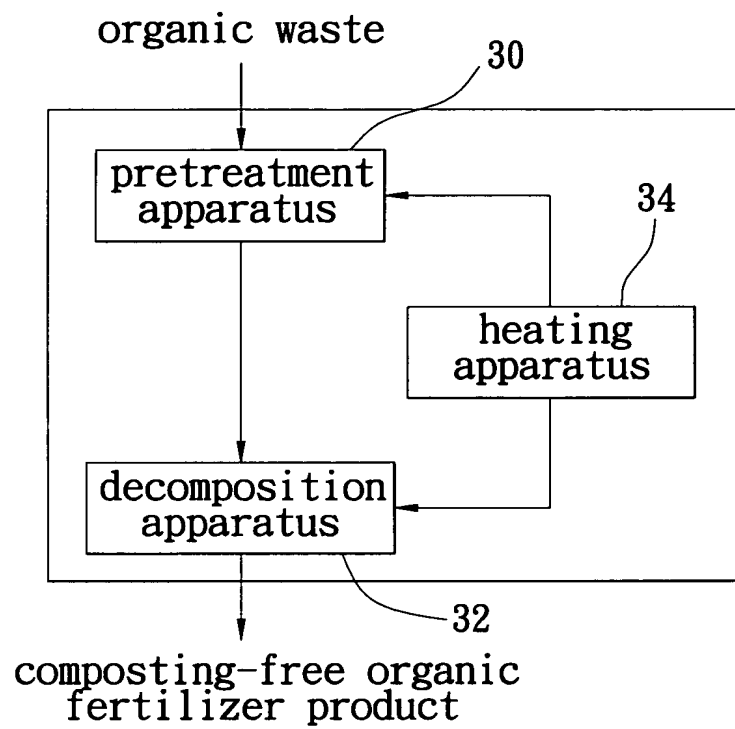 organic waste
30
pretreatment
apparatus
34
heating
apparatus
decomposition
apparatus
32
composting-free organic
fertilizer product